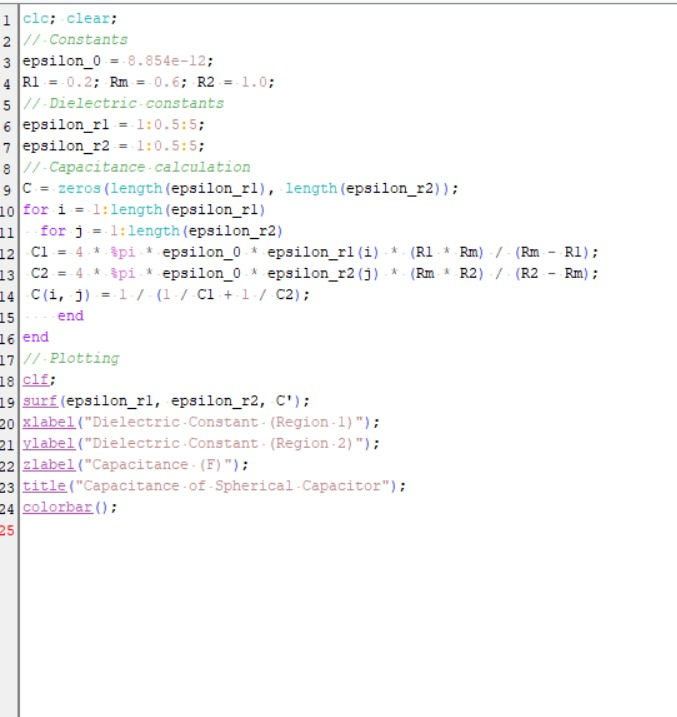 1 clc; clear;
2 // Constants
3 epsilon_0 = 8.854e-12;
4 R1 = 0.2; Rm = 0.6; R2 = 1.0;
5 // Dielectric constants
6 epsilon_r1 = 1:0.5:5;
7 epsilon_r2 = 1:0.5:5;
8 // Capacitance calculation
9 C = zeros(length(epsilon_r1), length(epsilon_r2));
10 for i = 1:length(epsilon_r1)
11 for j = 1:length(epsilon_r2)
12 C1 = 4 * %pi * epsilon_0 * epsilon_r1(i) * (R1 * Rm) / (Rm - R1);
13 C2 = 4 * %pi * epsilon_0 * epsilon_r2(j) * (Rm * R2) / (R2 - Rm);
14 C(i, j) = 1 / (1 / C1 + 1 / C2);
15 end
16 end
17 // Plotting
18 clf;
19 surf(epsilon_r1, epsilon_r2, C');
20 xlabel("Dielectric Constant (Region 1)");
21 ylabel("Dielectric Constant (Region 2)");
22 zlabel("Capacitance (F)");
23 title("Capacitance of Spherical Capacitor");
24 colorbar();
25